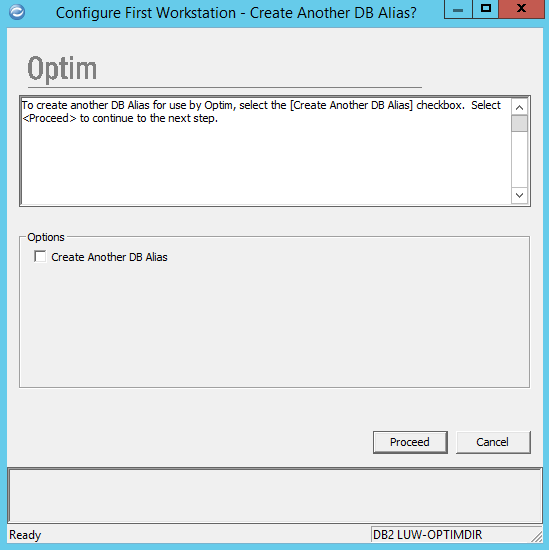 Configure First Workstation - Create Another DB Alias?
Optim
To create another DB Alias for use by Optim, select the [Create Another DB Alias] checkbox.  Select
<Proceed> to continue to the next step.
Options
Create Another DB Alias
Proceed
Cancel
Ready
DB2 LUW-OPTIMDIR